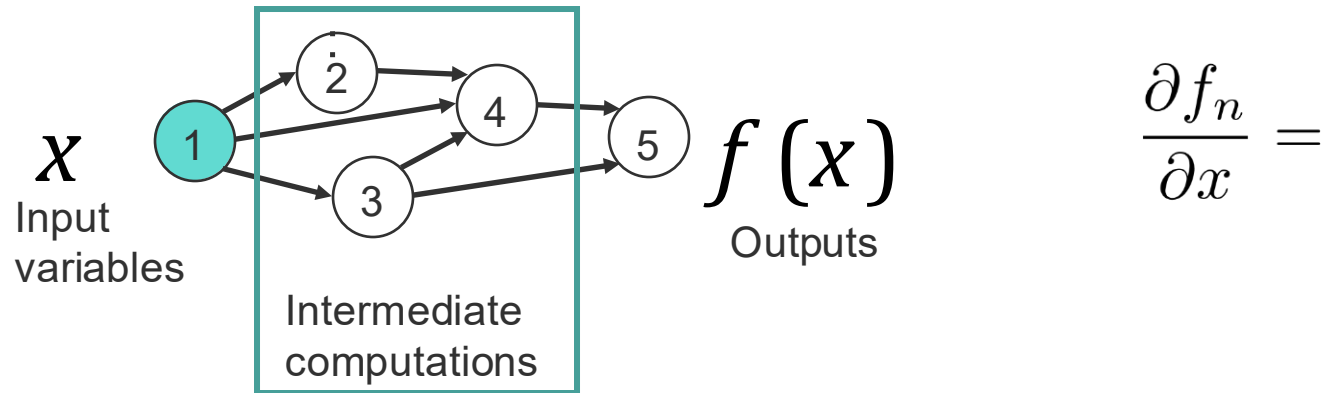 x
Input
variables
1
2
3
4
5
f (x)
Outputs
Intermediate
computations
∂fₙ
∂x
=